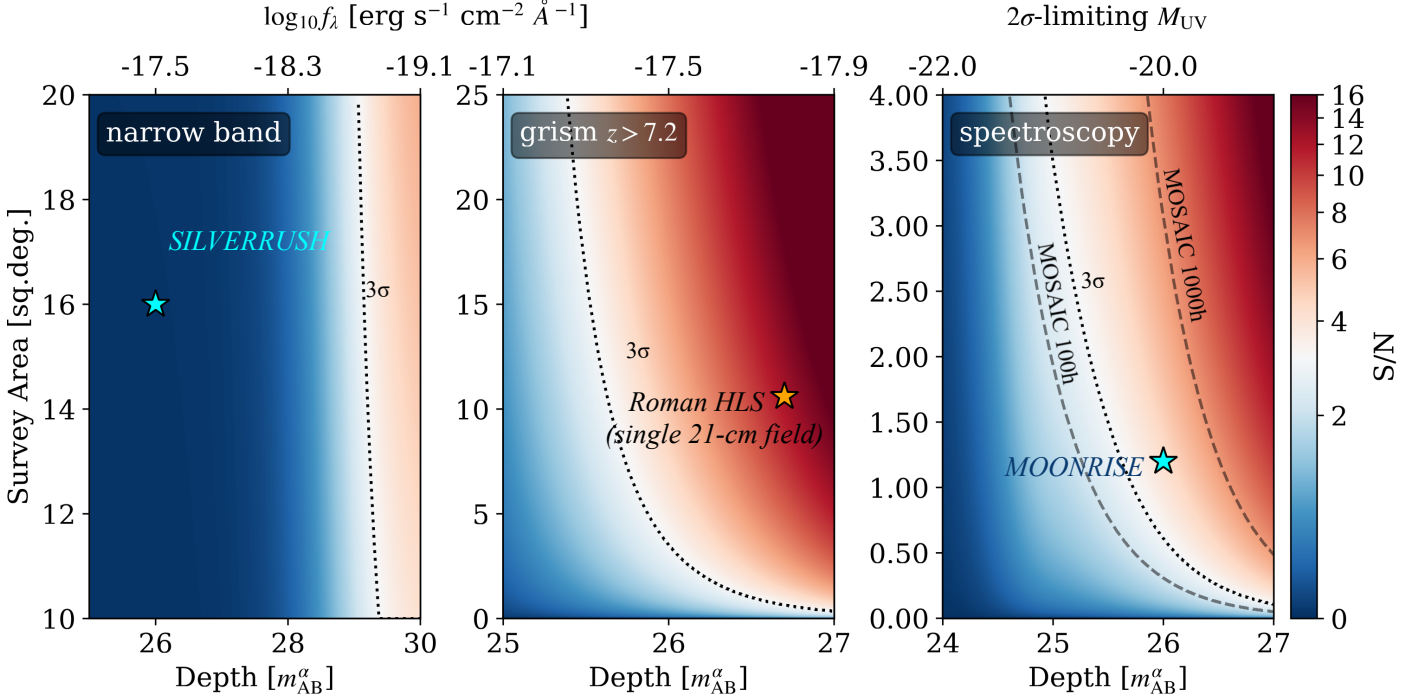 log₁₀f_λ [erg s⁻¹ cm⁻² Å⁻¹]
2σ-limiting M_UV
-17.5 -18.3 -19.1 -17.1 -17.5 -17.9 -22.0 -20.0
narrow band
grism z > 7.2
spectroscopy
20
18
16
14
12
10
Survey Area [sq.deg.]
SILVERRUSH
3σ
26 28 30
Depth [m^α_AB]
25
20
15
10
5
0
3σ
Roman HLS
(single 21-cm field)
25 26 27
Depth [m^α_AB]
4.00
3.50
3.00
2.50
2.00
1.50
1.00
0.50
0.00
MOSAIC 100h
3σ
MOSAIC 1000h
MOONRISE
24 25 26 27
Depth [m^α_AB]
16
14
12
10
8
6
4
2
0
S/N